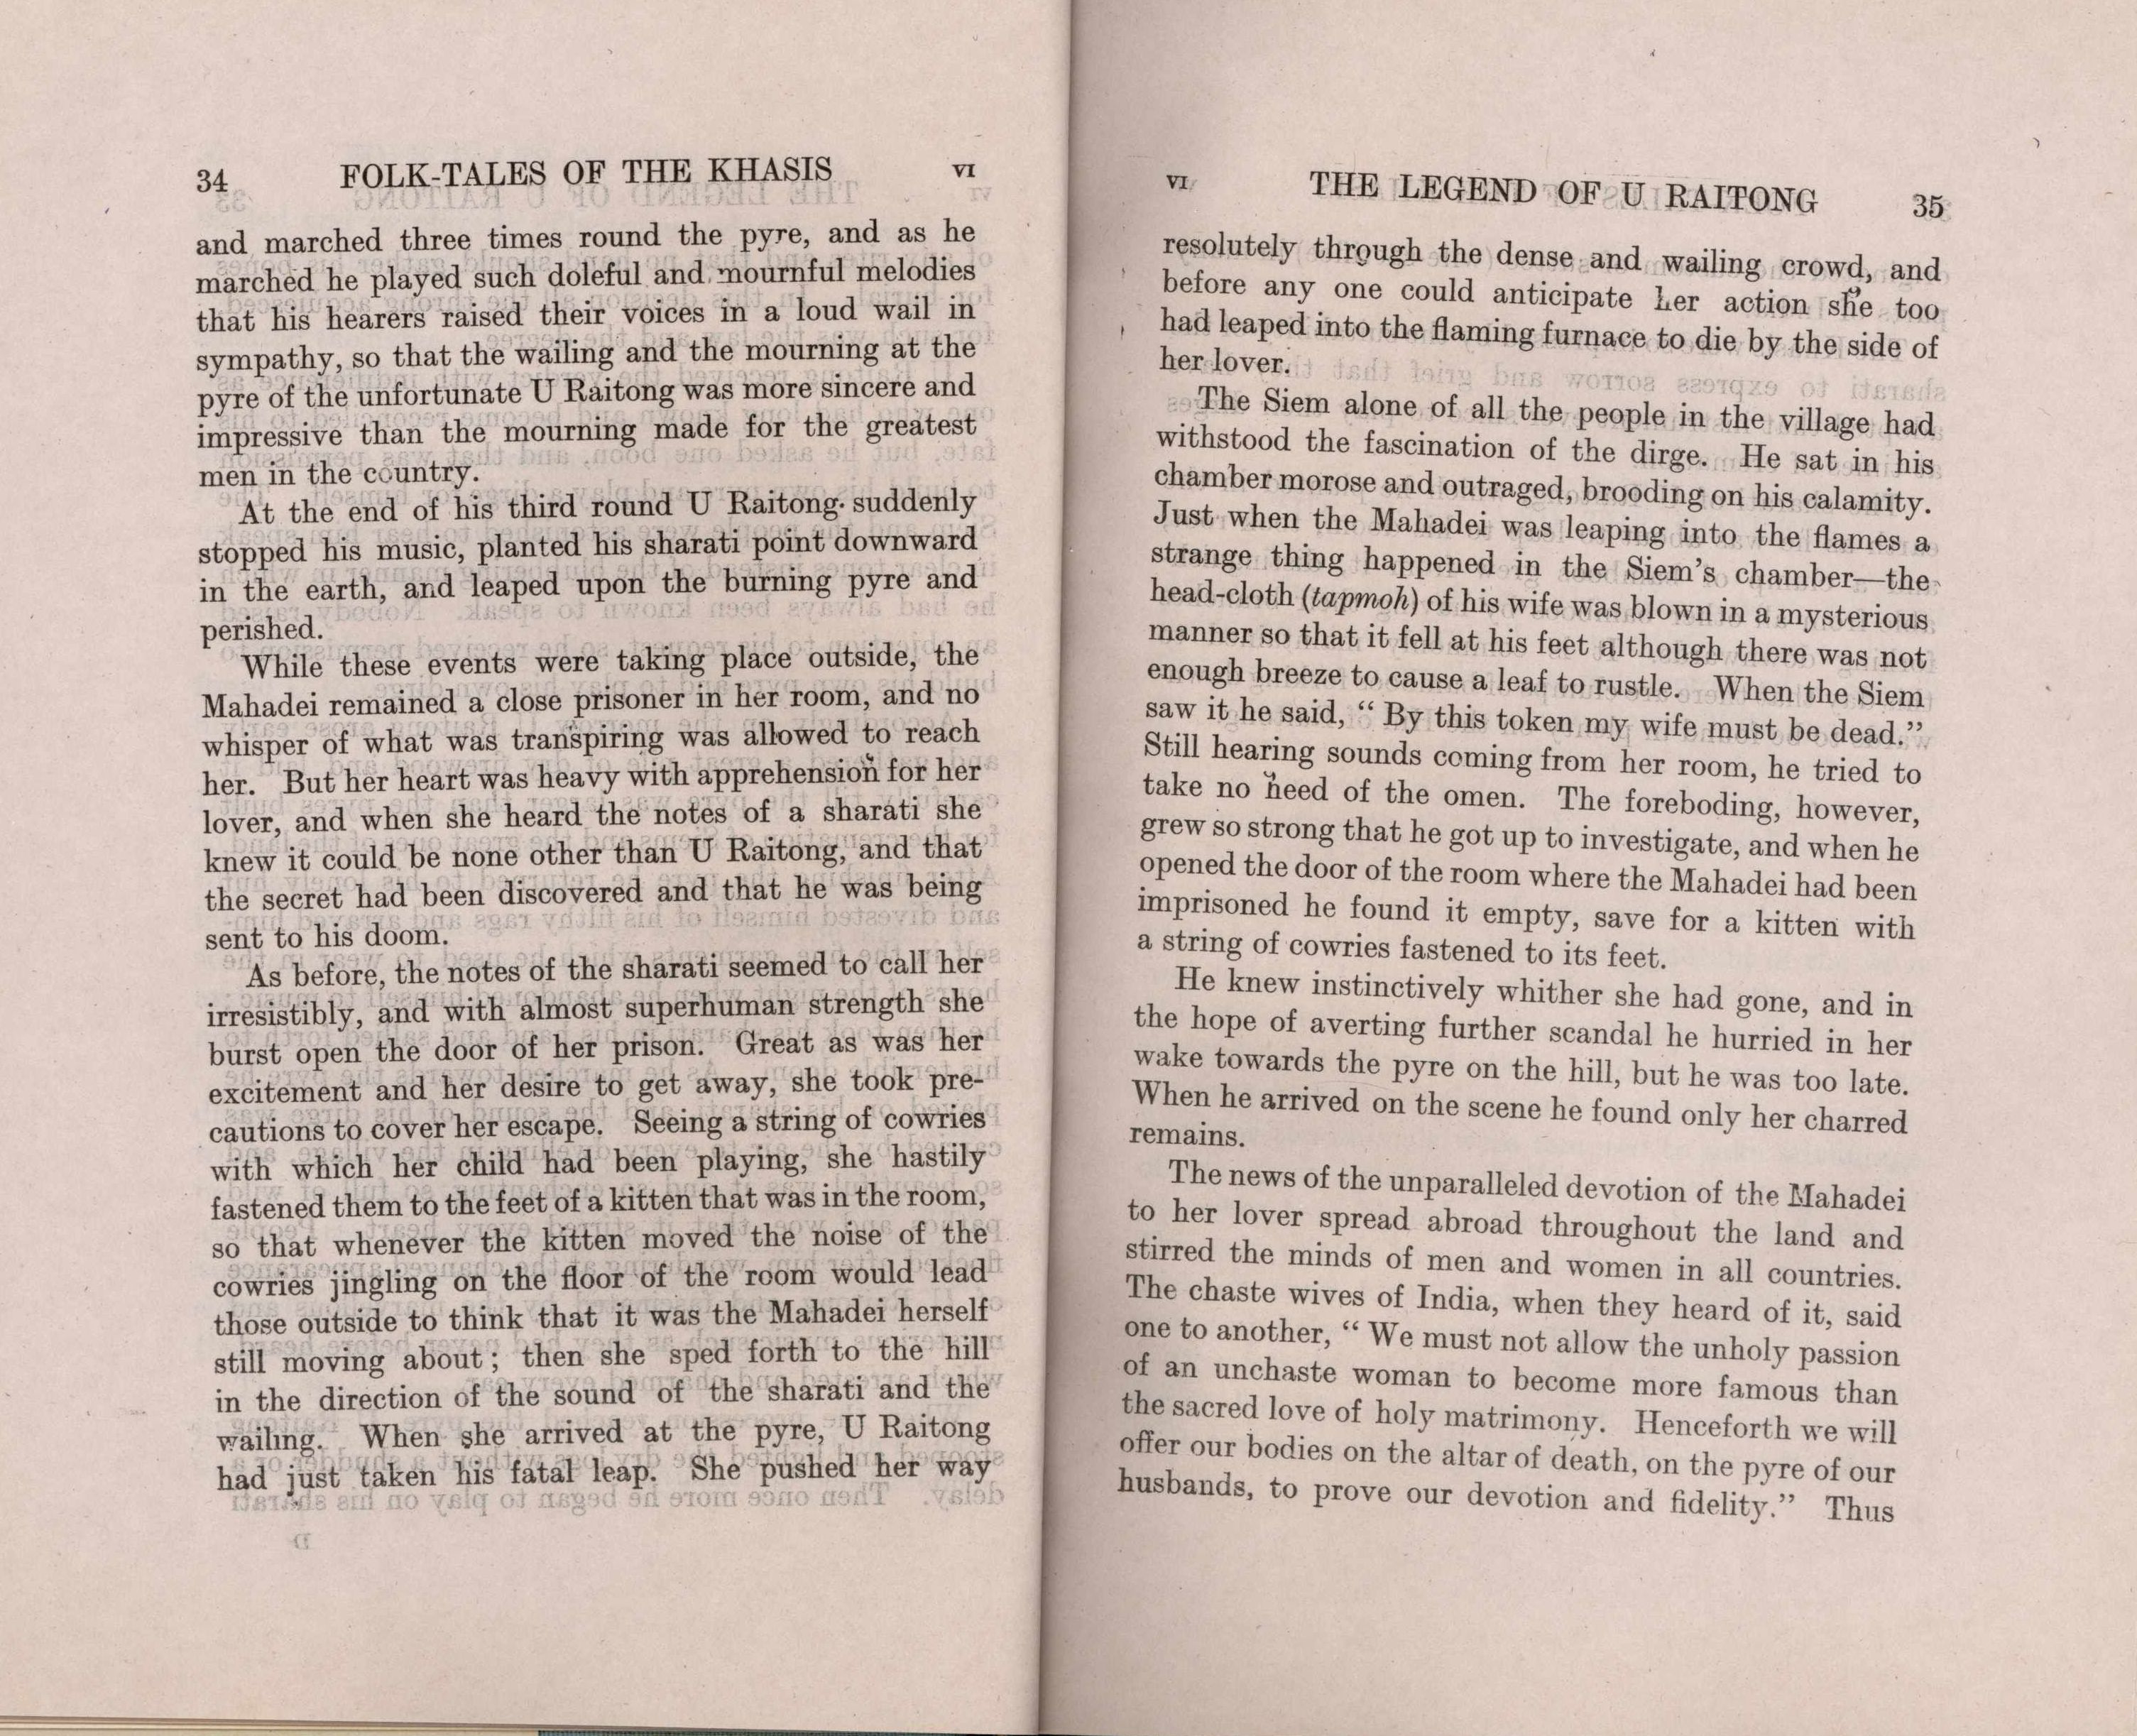 34 FOLK-TALES OF THE KHASIS VI
and marched three times round the pyre, and as he
marched he played such doleful and mournful melodies
that his hearers raised their voices in a loud wail in
sympathy, so that the wailing and the mourning at the
pyre of the unfortunate U Raitong was more sincere and
impressive than the mourning made for the greatest
men in the country.
At the end of his third round U Raitong suddenly
stopped his music, planted his sharati point downward
in the earth, and leaped upon the burning pyre and
perished.
While these events were taking place outside, the
Mahadei remained a close prisoner in her room, and no
whisper of what was transpiring was allowed to reach
her. But her heart was heavy with apprehension for her
lover, and when she heard the notes of a sharati she
knew it could be none other than U Raitong, and that
the secret had been discovered and that he was being
sent to his doom.
As before, the notes of the sharati seemed to call her
irresistibly, and with almost superhuman strength she
burst open the door of her prison. Great as was her
excitement and her desire to get away, she took pre-
cautions to cover her escape. Seeing a string of cowries
with which her child had been playing, she hastily
fastened them to the feet of a kitten that was in the room,
so that whenever the kitten moved the noise of the
cowries jingling on the floor of the room would lead
those outside to think that it was the Mahadei herself
still moving about; then she sped forth to the hill
in the direction of the sound of the sharati and the
wailing. When she arrived at the pyre, U Raitong
had just taken his fatal leap. She pushed her way
VI THE LEGEND OF U RAITONG 35
resolutely through the dense and wailing crowd, and
before any one could anticipate her action she too
had leaped into the flaming furnace to die by the side of
her lover.
The Siem alone of all the people in the village had
withstood the fascination of the dirge. He sat in his
chamber morose and outraged, brooding on his calamity.
Just when the Mahadei was leaping into the flames a
strange thing happened in the Siem's chamber—the
head-cloth (tapmoh) of his wife was blown in a mysterious
manner so that it fell at his feet although there was not
enough breeze to cause a leaf to rustle. When the Siem
saw it he said, "By this token my wife must be dead."
Still hearing sounds coming from her room, he tried to
take no heed of the omen. The foreboding, however,
grew so strong that he got up to investigate, and when he
opened the door of the room where the Mahadei had been
imprisoned he found it empty, save for a kitten with
a string of cowries fastened to its feet.
He knew instinctively whither she had gone, and in
the hope of averting further scandal he hurried in her
wake towards the pyre on the hill, but he was too late.
When he arrived on the scene he found only her charred
remains.
The news of the unparalleled devotion of the Mahadei
to her lover spread abroad throughout the land and
stirred the minds of men and women in all countries.
The chaste wives of India, when they heard of it, said
one to another, "We must not allow the unholy passion
of an unchaste woman to become more famous than
the sacred love of holy matrimony. Henceforth we will
offer our bodies on the altar of death, on the pyre of our
husbands, to prove our devotion and fidelity." Thus